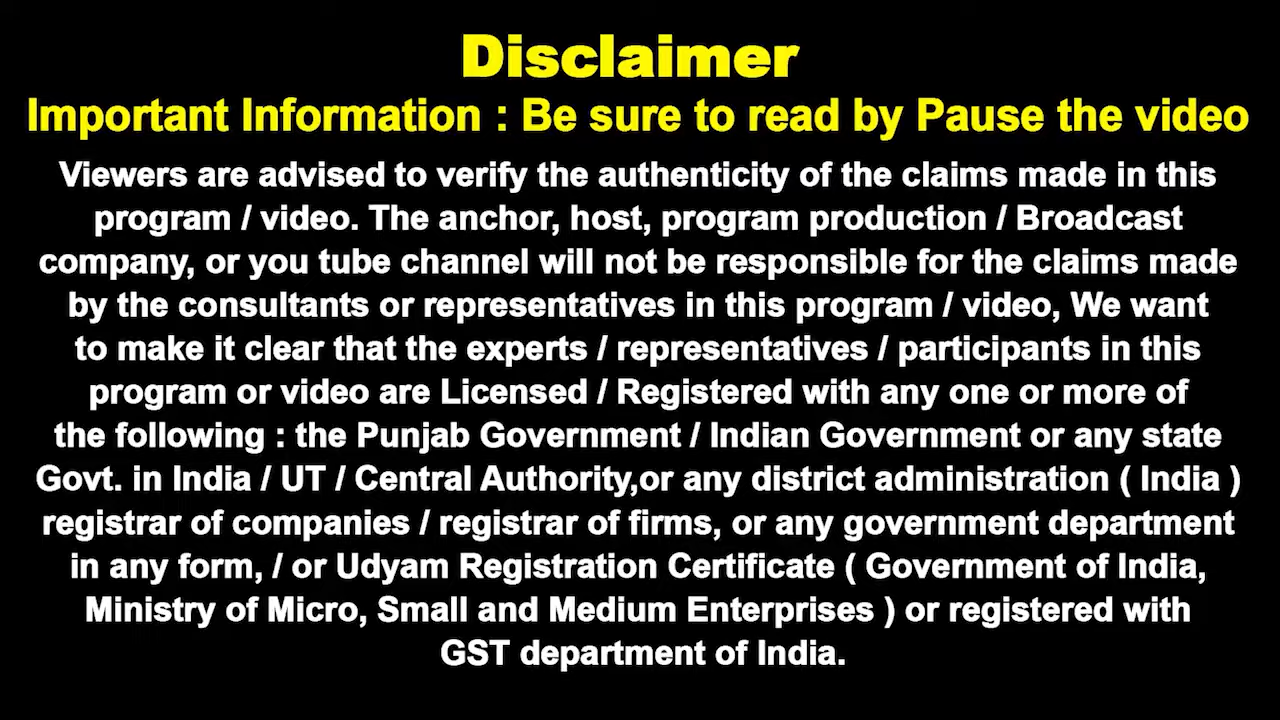 Disclaimer
Important Information : Be sure to read by Pause the video
Viewers are advised to verify the authenticity of the claims made in this
program / video. The anchor, host, program production / Broadcast
company, or you tube channel will not be responsible for the claims made
by the consultants or representatives in this program / video, We want
to make it clear that the experts / representatives / participants in this
program or video are Licensed / Registered with any one or more of
the following : the Punjab Government / Indian Government or any state
Govt. in India / UT / Central Authority,or any district administration ( India )
registrar of companies / registrar of firms, or any government department
in any form, / or Udyam Registration Certificate ( Government of India,
Ministry of Micro, Small and Medium Enterprises ) or registered with
GST department of India.